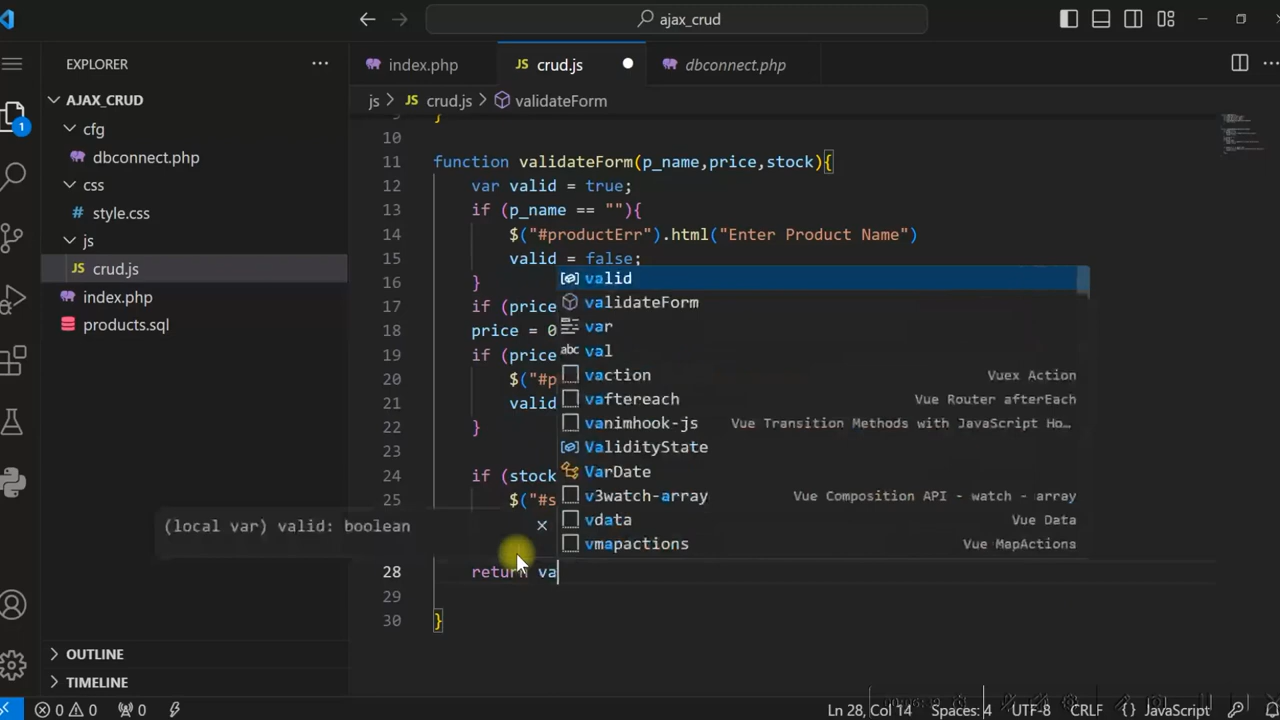 ajax_crud
EXPLORER
index.php
JS crud.js
dbconnect.php
AJAX_CRUD
js > JS crud.js > validateForm
cfg
dbconnect.php
css
# style.css
js
JS crud.js
index.php
products.sql
1
10
11 function validateForm(p_name,price,stock){
12 var valid = true;
13 if (p_name == ""){
14 $("#productErr").html("Enter Product Name")
15 valid = false;
16 }
17 if (price
18 price = 0
19 if (price
20 $("#p
21 valid
22 }
23
24 if (stock
25 $("#s
28 return va
29
30 }
valid
validateForm
var
abc val
vaction Vuex Action
vaftereach Vue Router afterEach
vanimhook-js Vue Transition Methods with JavaScript Ho…
ValidityState
VarDate
v3watch-array Vue Composition API - watch - array
vdata Vue Data
vmapactions Vue MapActions
(local var) valid: boolean
OUTLINE
TIMELINE
0 0 0
Ln 28, Col 14 Spaces: 4 UTF-8 CRLF {} JavaScript